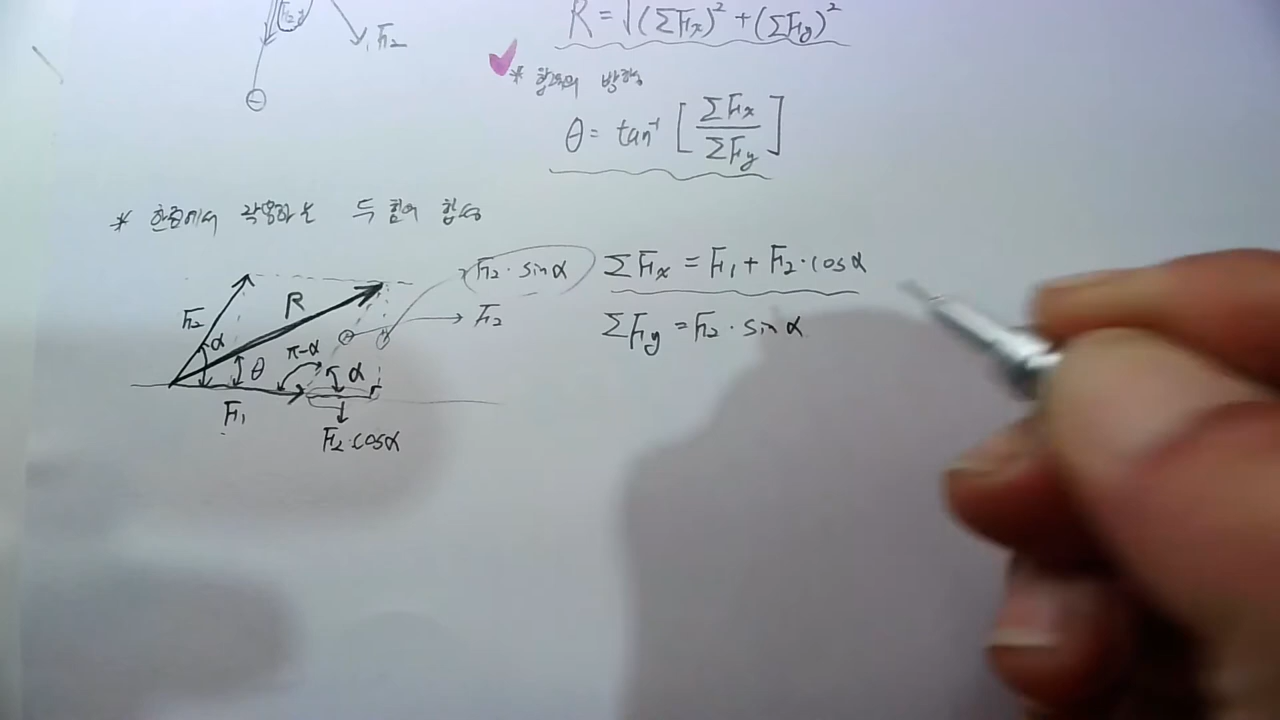 F₂y
F₂
R = √(ΣFx)² + (ΣFy)²
* 합력의 방향
θ = tan⁻¹ [ΣFx / ΣFy]
* 한점에서 작용하는 두 힘의 합성
F₂·sinα
ΣFx = F₁ + F₂·cosα
F₂ R
F₂
ΣFy = F₂·sinα
α θ π-α α
F₁
F₂·cosα